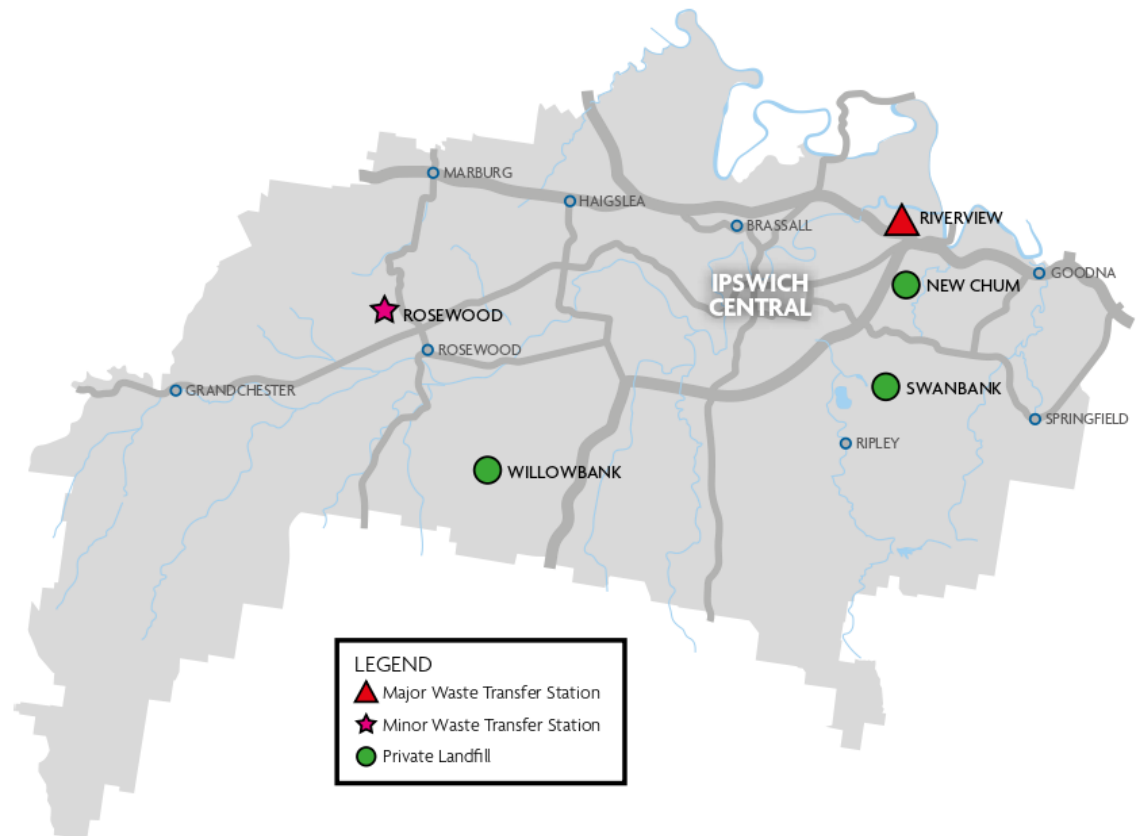 MARBURG
HAIGSLEA
BRASSALL
RIVERVIEW
GOODNA
IPSWICH
CENTRAL
NEW CHUM
ROSEWOOD
ROSEWOOD
GRANDCHESTER
SWANBANK
SPRINGFIELD
RIPLEY
WILLOWBANK
LEGEND
Major Waste Transfer Station
Minor Waste Transfer Station
Private Landfill